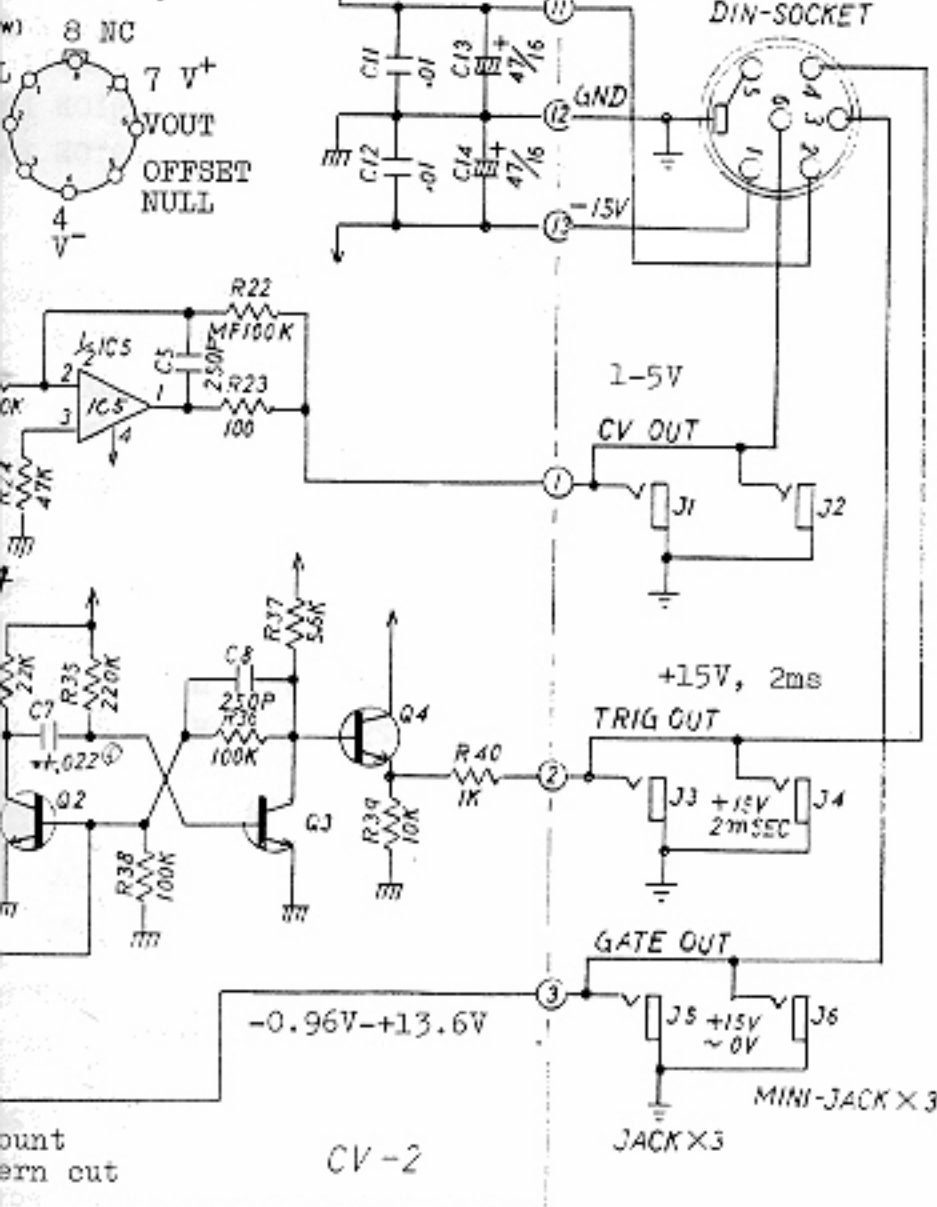 8 NC
7 V+
VOUT
OFFSET
NULL
4
V-
C11
.01
C13
+
47/16
11
GND
12
C12
.01
C14
+
47/16
-15V
DIN-SOCKET
5
4
6
3
1
2
R22
MF100K
C5
250P
R23
100
½IC5
IC5
2
3
1
4
47K
1-5V
CV OUT
1
J1
J2
22K
R35
220K
C7
.022
C8
250P
R36
100K
R37
56K
Q4
Q2
Q3
R38
100K
R39
10K
R40
1K
2
+15V, 2ms
TRIG OUT
J3
+15V
2mSEC
J4
GATE OUT
3
-0.96V-+13.6V
J5
+15V
~ 0V
J6
MINI-JACK×3
JACK×3
CV-2
ount
ern cut